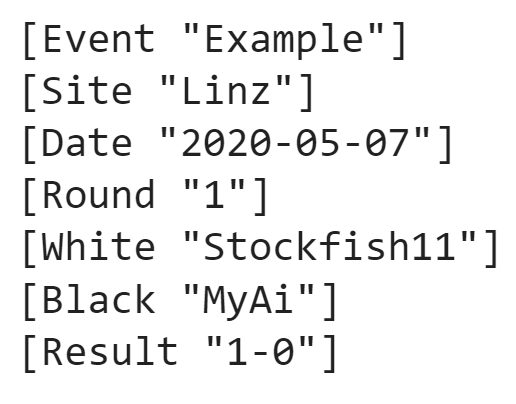 [Event "Example"]
[Site "Linz"]
[Date "2020-05-07"]
[Round "1"]
[White "Stockfish11"]
[Black "MyAi"]
[Result "1-0"]